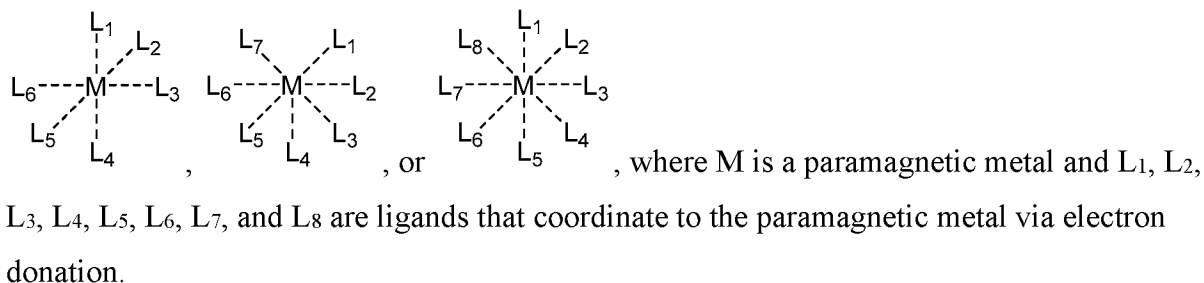 L1 L2 L6 M L3 L5 L4 , L7 L1 L6 M L2 L5 L4 L3 , or L8 L1 L2 L7 M L3 L6 L5 L4 , where M is a paramagnetic metal and L1, L2,
L3, L4, L5, L6, L7, and L8 are ligands that coordinate to the paramagnetic metal via electron
donation.